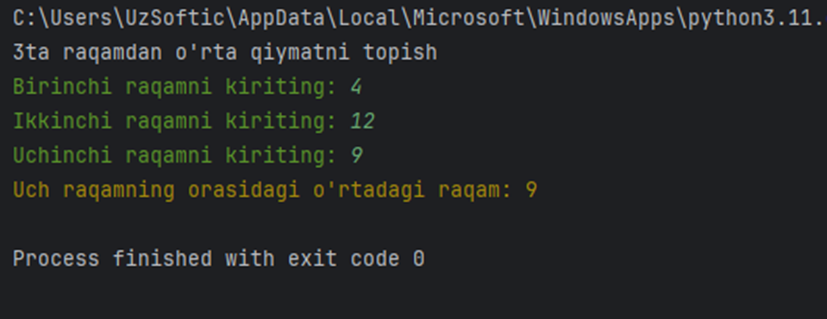 C:\Users\UzSoftic\AppData\Local\Microsoft\WindowsApps\python3.11.
3ta raqamdan o'rta qiymatni topish
Birinchi raqamni kiriting: 4
Ikkinchi raqamni kiriting: 12
Uchinchi raqamni kiriting: 9
Uch raqamning orasidagi o'rtadagi raqam: 9
Process finished with exit code 0